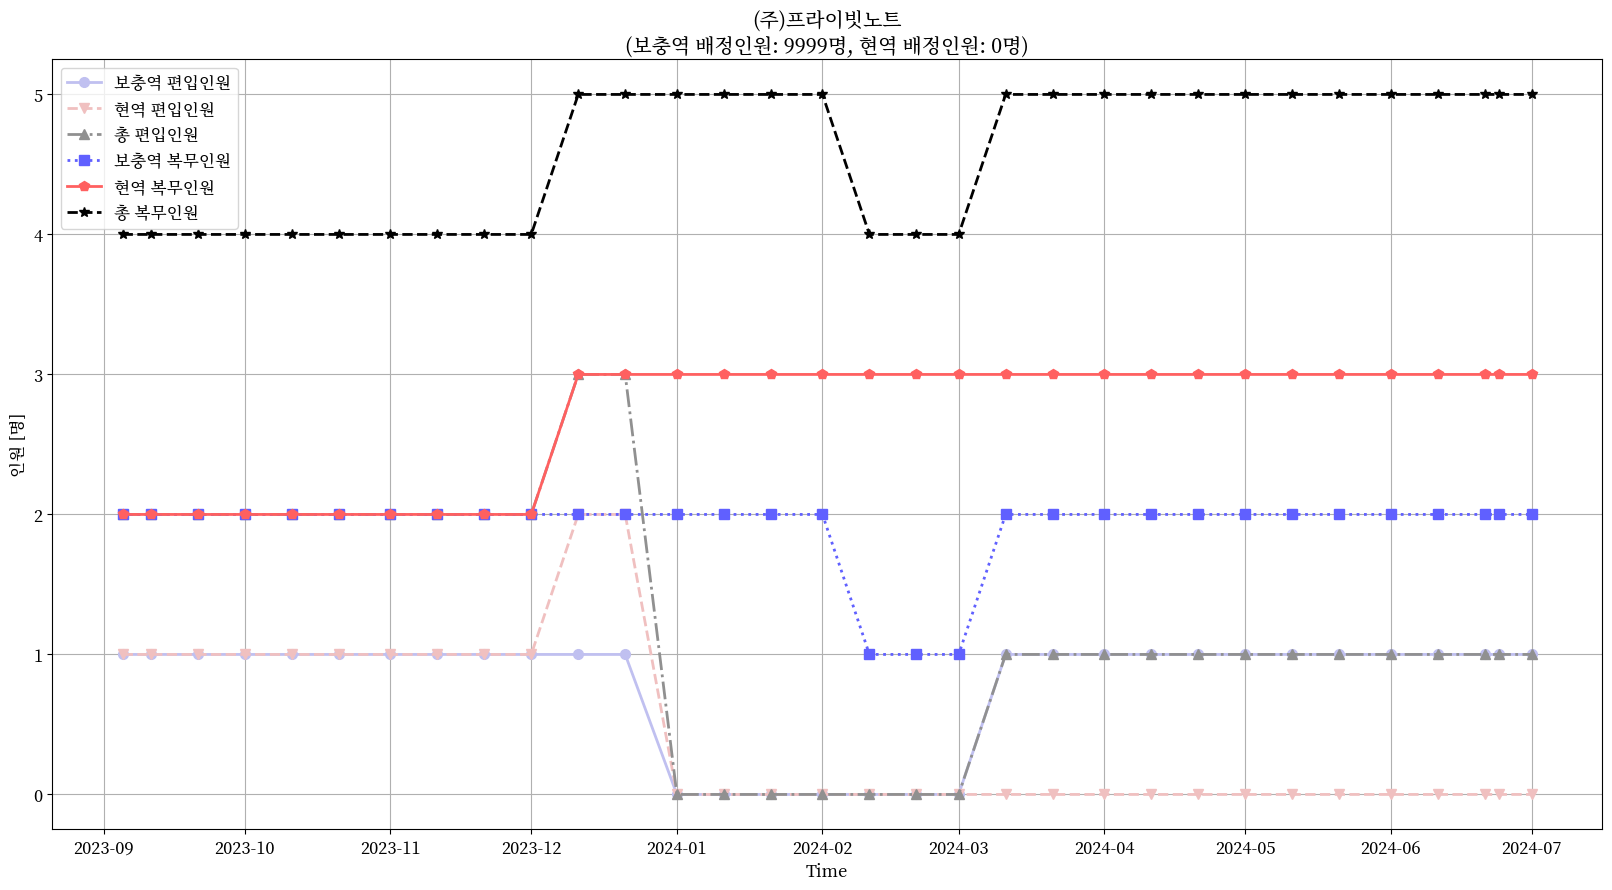 (주)프라이빗노트
(보충역 배정인원: 9999명, 현역 배정인원: 0명)
보충역 편입인원
현역 편입인원
총 편입인원
보충역 복무인원
현역 복무인원
총 복무인원
5
4
3
2
1
0
인원 [명]
2023-09 2023-10 2023-11 2023-12 2024-01 2024-02 2024-03 2024-04 2024-05 2024-06 2024-07
Time